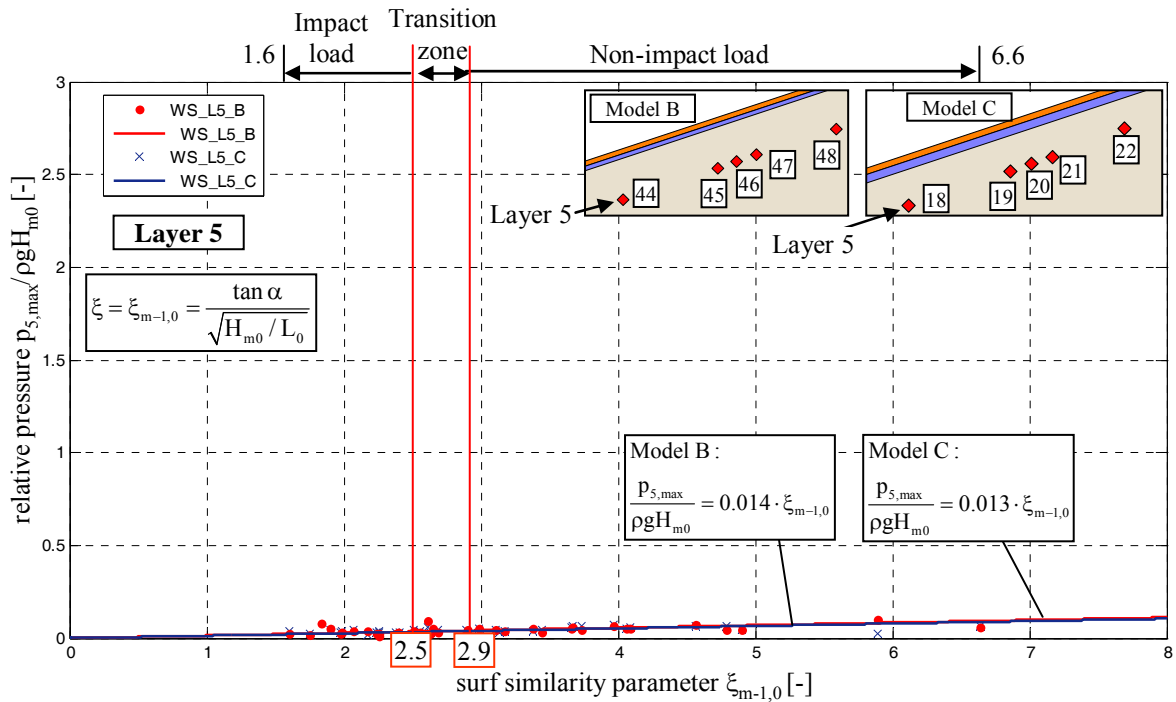 Impact
load
Transition
zone
1.6
Non-impact load
6.6
3
2.5
2
1.5
1
0.5
0
relative pressure p5,max/ρgHm0 [-]
WS_L5_B
WS_L5_B
WS_L5_C
WS_L5_C
Layer 5
ξ = ξm−1,0 = tan α / √(Hm0 / L0)
Model B
44
45
46
47
48
Layer 5
Model C
18
19
20
21
22
Layer 5
Model B :
p5,max / ρgHm0 = 0.014 · ξm−1,0
Model C :
p5,max / ρgHm0 = 0.013 · ξm−1,0
2.5
2.9
0 1 2 3 4 5 6 7 8
surf similarity parameter ξm-1,0 [-]